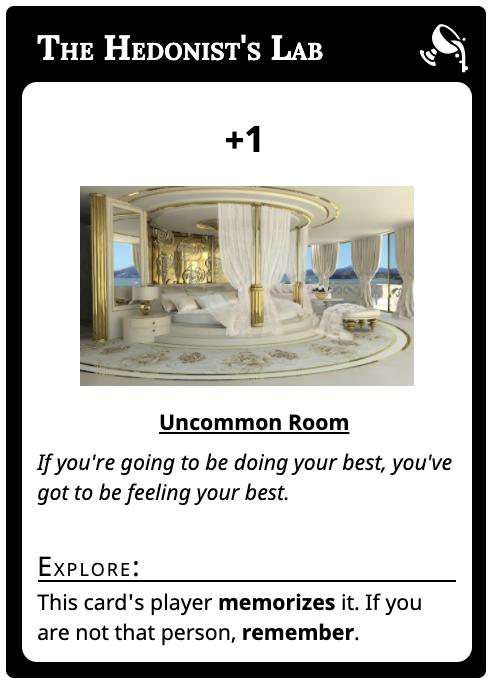 The Hedonist's Lab
+1
Uncommon Room
If you're going to be doing your best, you've
got to be feeling your best.
Explore:
This card's player memorizes it. If you
are not that person, remember.